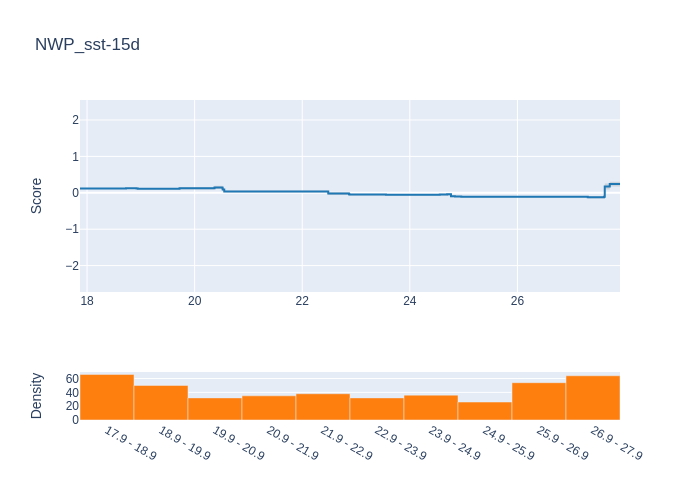 NWP_sst-15d
Score
2
1
0
−1
−2
18
20
22
24
26
Density
60
40
20
0
17.9 - 18.9
18.9 - 19.9
19.9 - 20.9
20.9 - 21.9
21.9 - 22.9
22.9 - 23.9
23.9 - 24.9
24.9 - 25.9
25.9 - 26.9
26.9 - 27.9